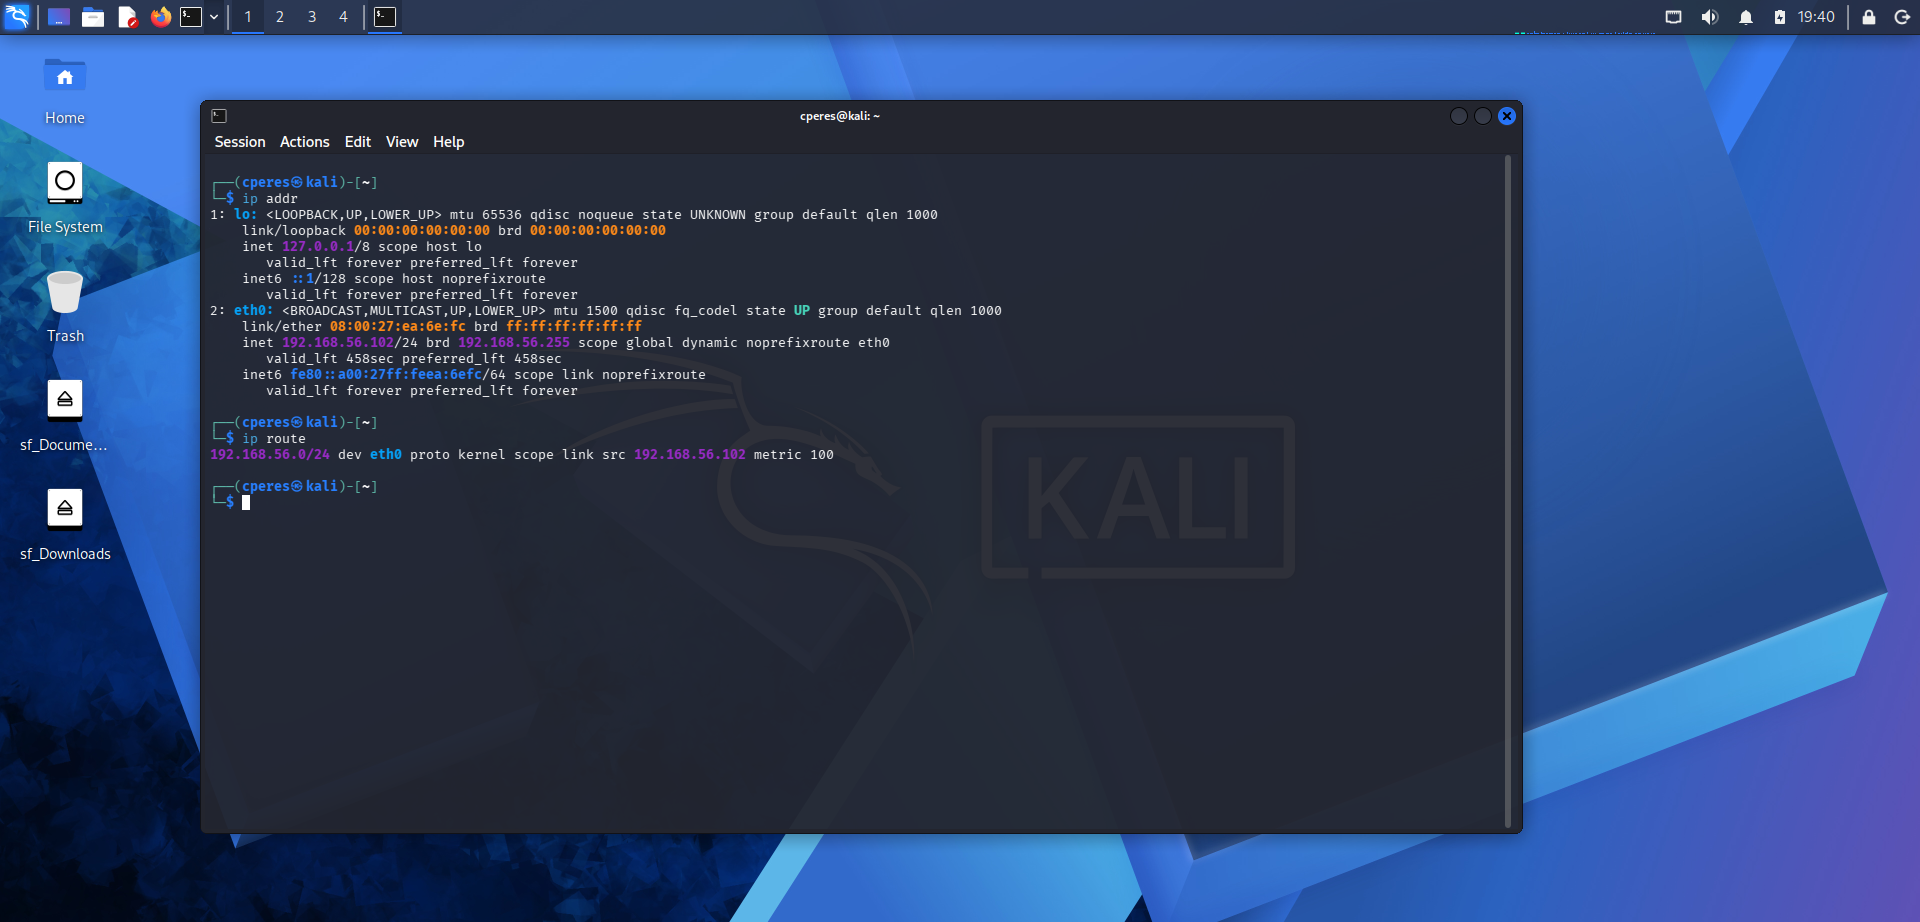 1 2 3 4
19:40
Home
File System
Trash
sf_Docume...
sf_Downloads
cperes@kali: ~
Session Actions Edit View Help
┌──(cperes㉿kali)-[~]
└─$ ip addr
1: lo: <LOOPBACK,UP,LOWER_UP> mtu 65536 qdisc noqueue state UNKNOWN group default qlen 1000
    link/loopback 00:00:00:00:00:00 brd 00:00:00:00:00:00
    inet 127.0.0.1/8 scope host lo
       valid_lft forever preferred_lft forever
    inet6 ::1/128 scope host noprefixroute
       valid_lft forever preferred_lft forever
2: eth0: <BROADCAST,MULTICAST,UP,LOWER_UP> mtu 1500 qdisc fq_codel state UP group default qlen 1000
    link/ether 08:00:27:ea:6e:fc brd ff:ff:ff:ff:ff:ff
    inet 192.168.56.102/24 brd 192.168.56.255 scope global dynamic noprefixroute eth0
       valid_lft 458sec preferred_lft 458sec
    inet6 fe80::a00:27ff:feea:6efc/64 scope link noprefixroute
       valid_lft forever preferred_lft forever
┌──(cperes㉿kali)-[~]
└─$ ip route
192.168.56.0/24 dev eth0 proto kernel scope link src 192.168.56.102 metric 100
┌──(cperes㉿kali)-[~]
└─$
KALI